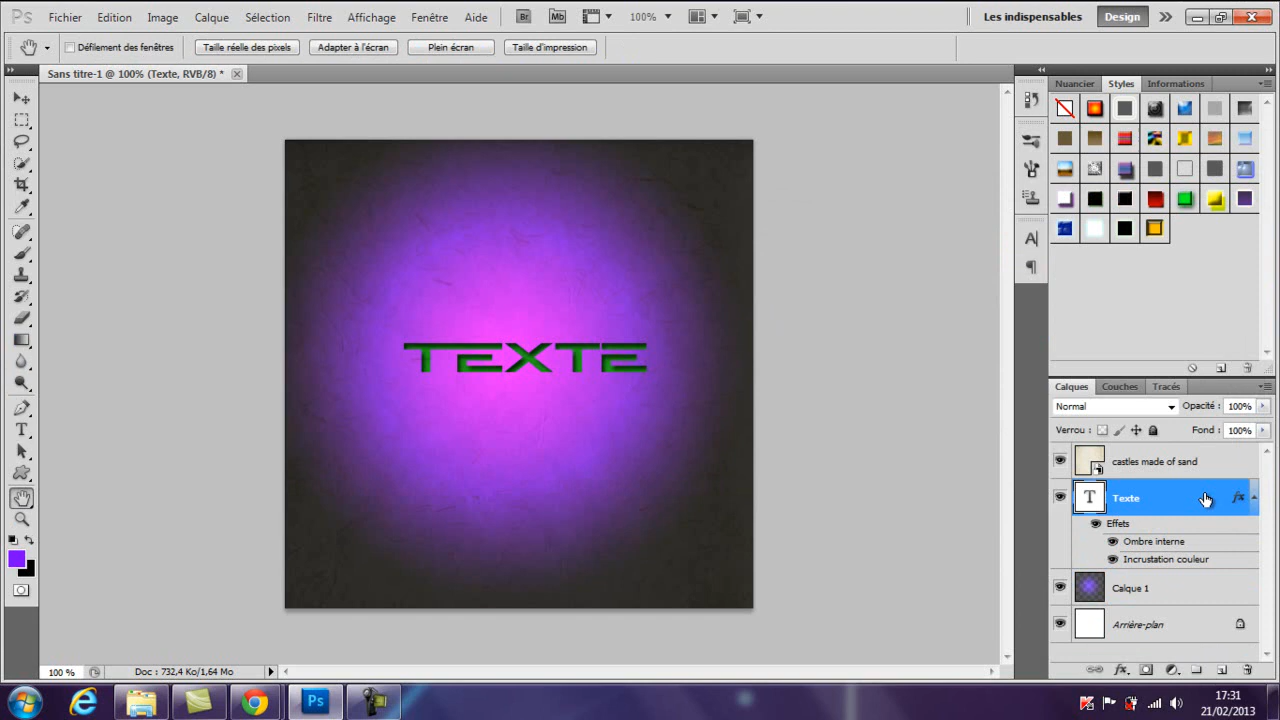 Ps Fichier Edition Image Calque Sélection Filtre Affichage Fenêtre Aide Br Mb 100% Les indispensables Design
Défilement des fenêtres Taille réelle des pixels Adapter à l'écran Plein écran Taille d'impression
Sans titre-1 @ 100% (Texte, RVB/8) *
Nuancier Styles Informations
TEXTE
Calques Couches Tracés
Normal Opacité : 100%
Verrou : Fond : 100%
castles made of sand
T Texte fx
Effets
Ombre interne
Incrustation couleur
Calque 1
Arrière-plan
100 % Doc : 732,4 Ko/1,64 Mo
Ps
17:31
21/02/2013